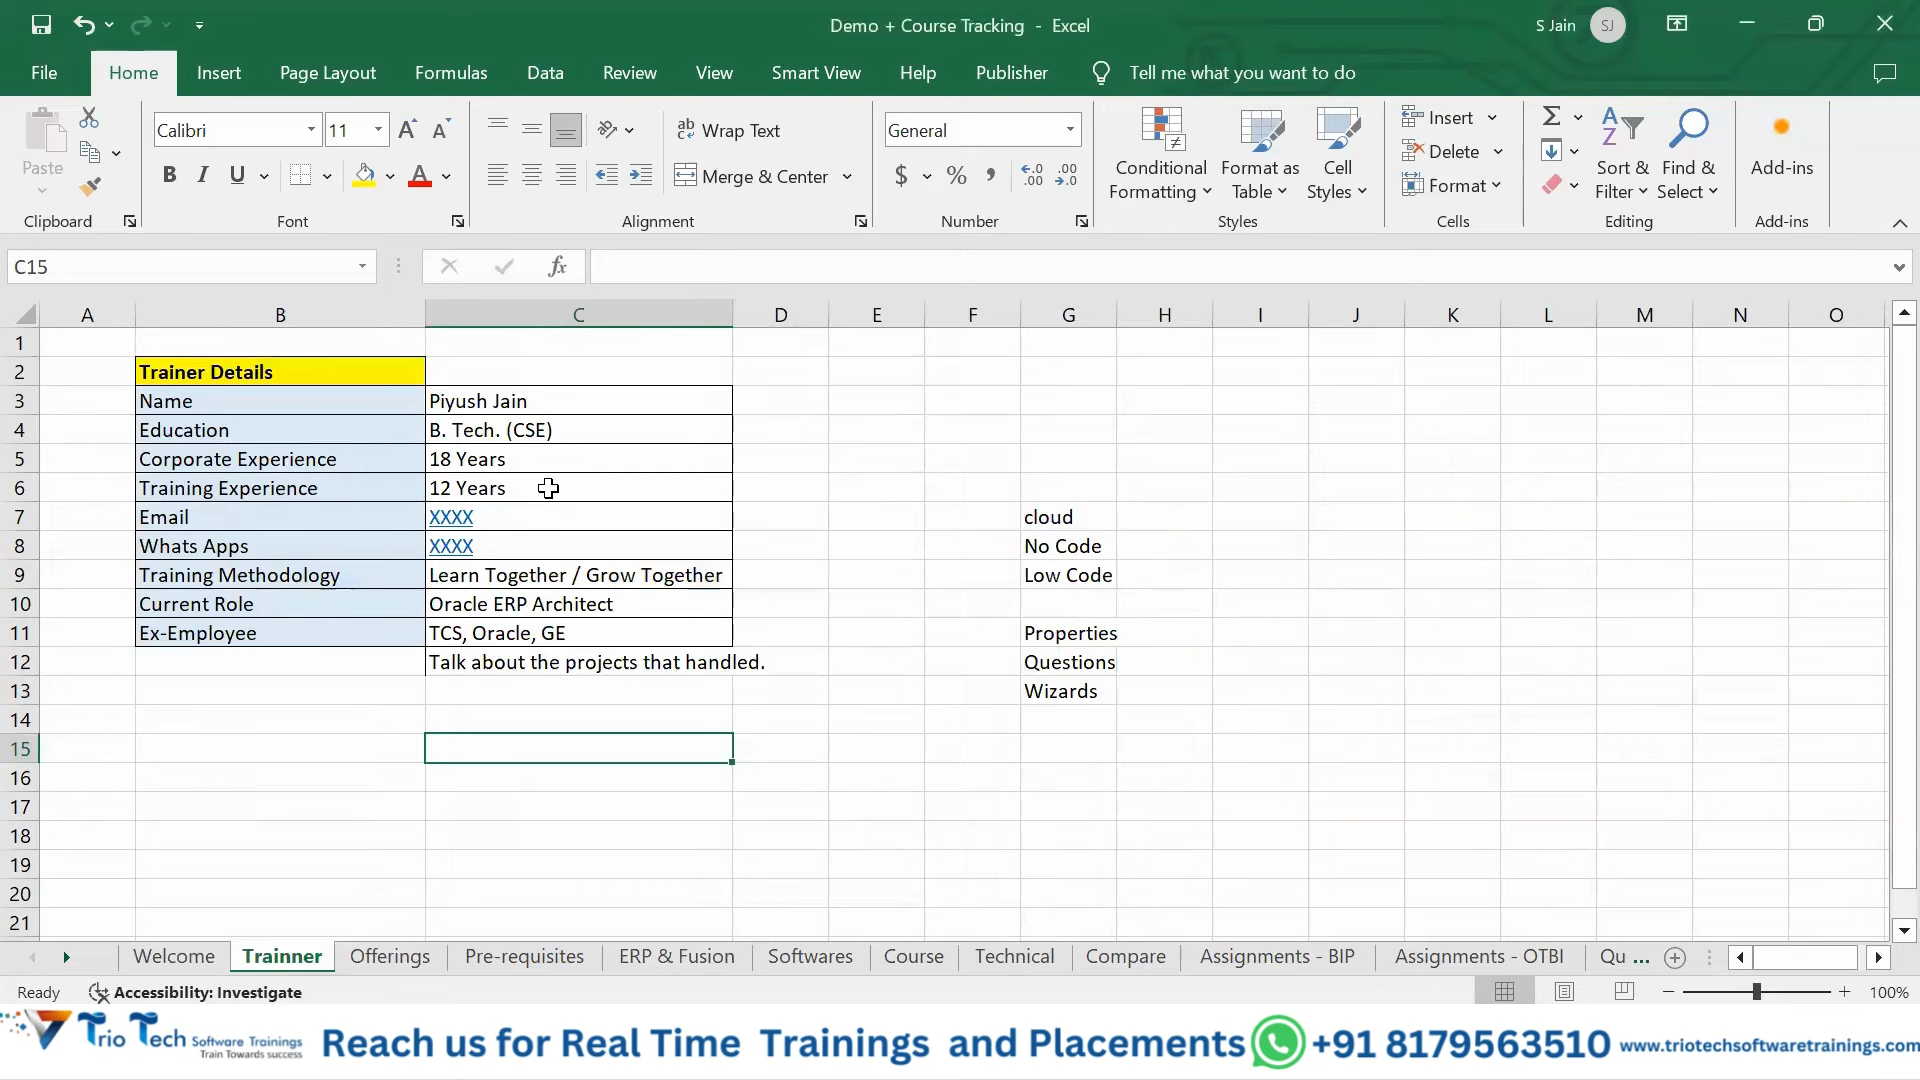 Demo + Course Tracking - Excel
S Jain SJ
File Home Insert Page Layout Formulas Data Review View Smart View Help Publisher Tell me what you want to do
Paste
Calibri 11
B I U
Wrap Text
Merge & Center
General
$ % ,
Conditional Formatting
Format as Table
Cell Styles
Insert
Delete
Format
Sort & Filter
Find & Select
Add-ins
Clipboard Font Alignment Number Styles Cells Editing Add-ins
C15 fx
A B C D E F G H I J K L M N O
1
2 Trainer Details
3 Name Piyush Jain
4 Education B. Tech. (CSE)
5 Corporate Experience 18 Years
6 Training Experience 12 Years
7 Email XXXX cloud
8 Whats Apps XXXX No Code
9 Training Methodology Learn Together / Grow Together Low Code
10 Current Role Oracle ERP Architect
11 Ex-Employee TCS, Oracle, GE Properties
12 Talk about the projects that handled. Questions
13 Wizards
14
15
16
17
18
19
20
21
Welcome Trainner Offerings Pre-requisites ERP & Fusion Softwares Course Technical Compare Assignments - BIP Assignments - OTBI Qu ...
Ready Accessibility: Investigate 100%
Trio Tech Software Trainings
Train Towards success
Reach us for Real Time Trainings and Placements +91 8179563510 www.triotechsoftwaretrainings.com